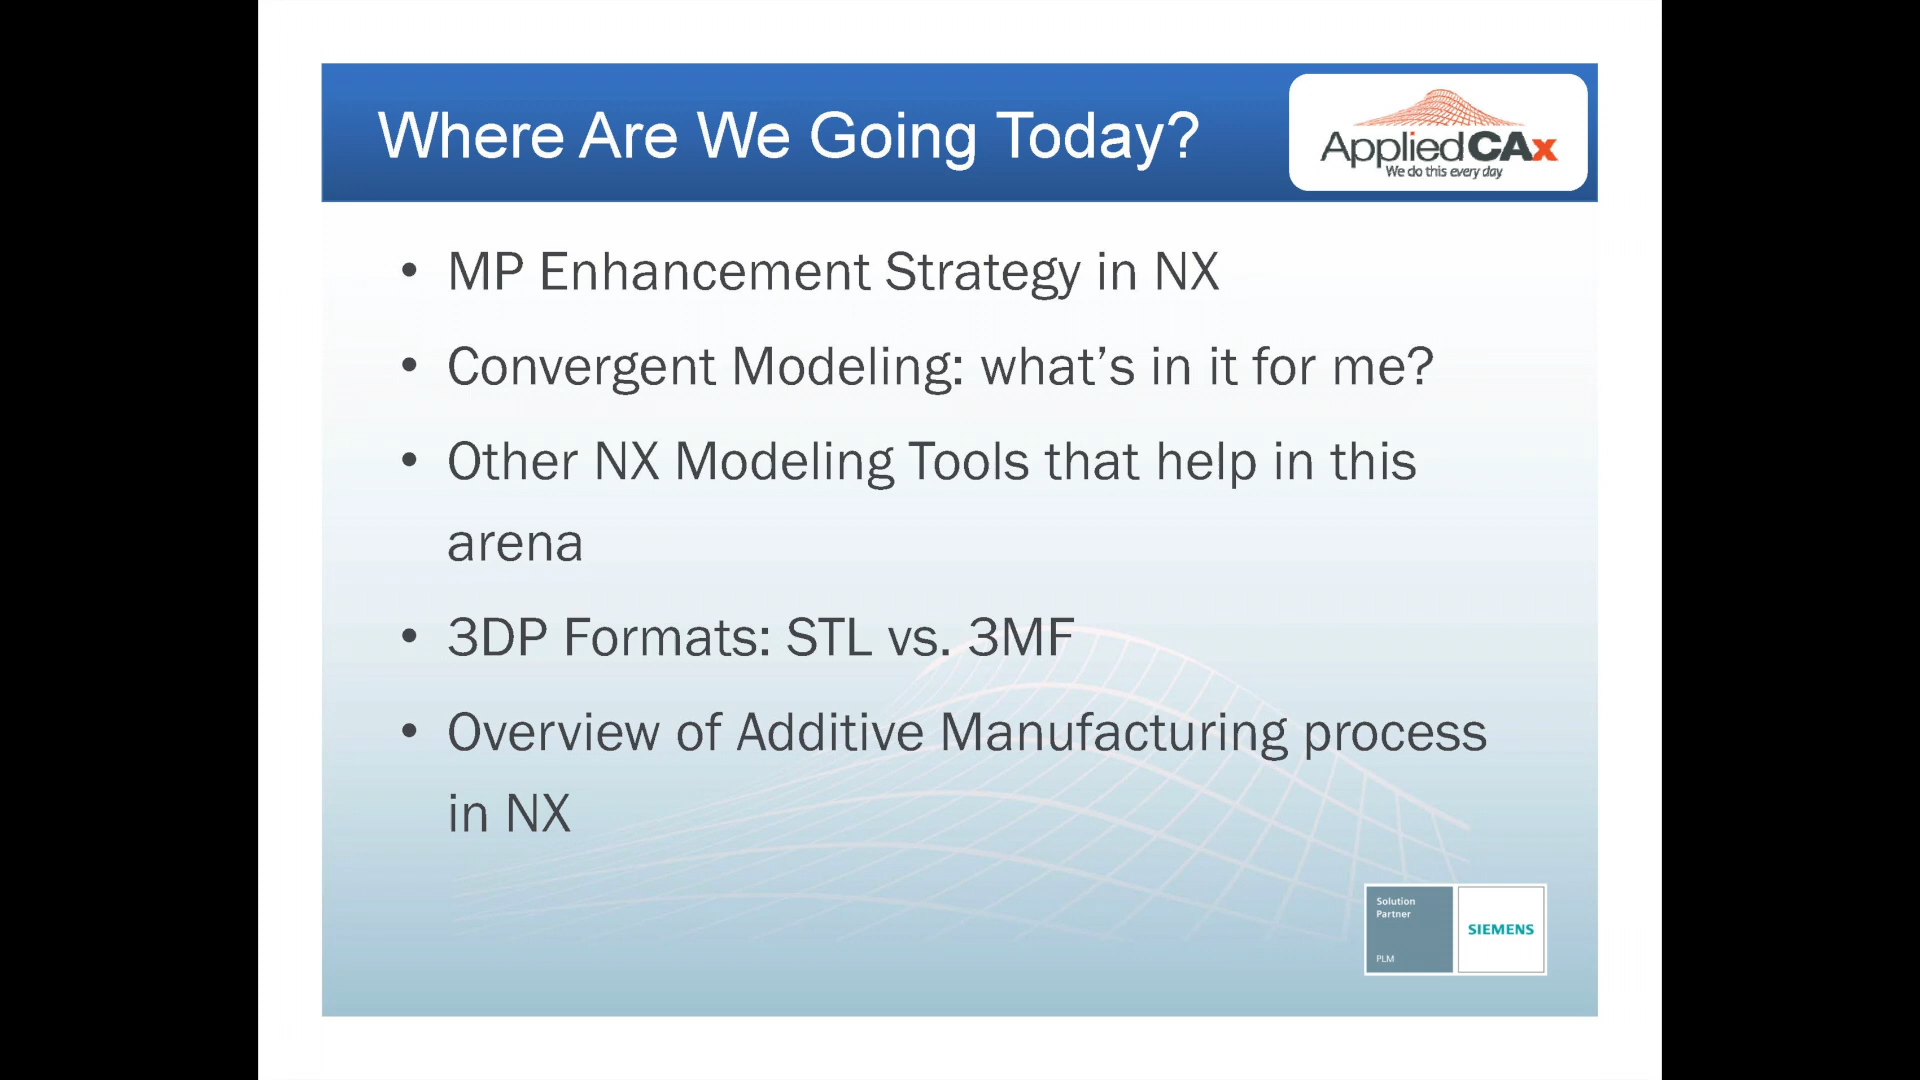 Where Are We Going Today?
AppliedCAx
We do this every day
• MP Enhancement Strategy in NX
• Convergent Modeling: what’s in it for me?
• Other NX Modeling Tools that help in this
arena
• 3DP Formats: STL vs. 3MF
• Overview of Additive Manufacturing process
in NX
Solution
Partner
SIEMENS
PLM